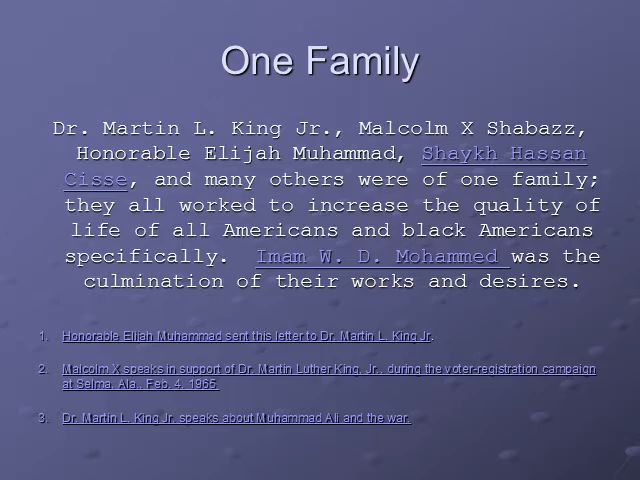 One Family
Dr. Martin L. King Jr., Malcolm X Shabazz,
Honorable Elijah Muhammad, Shaykh Hassan
Cisse, and many others were of one family;
they all worked to increase the quality of
life of all Americans and black Americans
specifically. Imam W. D. Mohammed was the
culmination of their works and desires.
1. Honorable Elijah Muhammad sent this letter to Dr. Martin L. King Jr.
2. Malcolm X speaks in support of Dr. Martin Luther King, Jr., during the voter-registration campaign
at Selma, Ala., Feb. 4, 1965.
3. Dr. Martin L. King Jr. speaks about Muhammad Ali and the war.